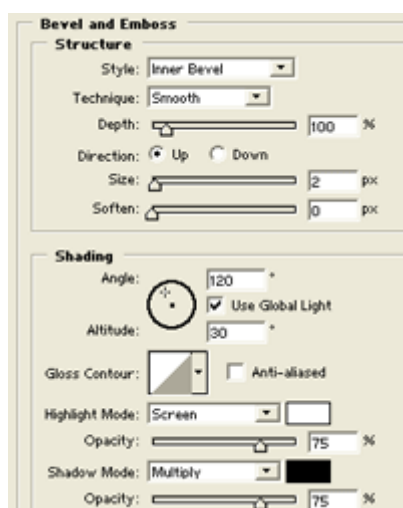 Bevel and Emboss
Structure
Style: Inner Bevel
Technique: Smooth
Depth: 100 %
Direction: Up Down
Size: 2 px
Soften: 0 px
Shading
Angle: 120 °
Use Global Light
Altitude: 30 °
Gloss Contour: Anti-aliased
Highlight Mode: Screen
Opacity: 75 %
Shadow Mode: Multiply
Opacity: 75 %